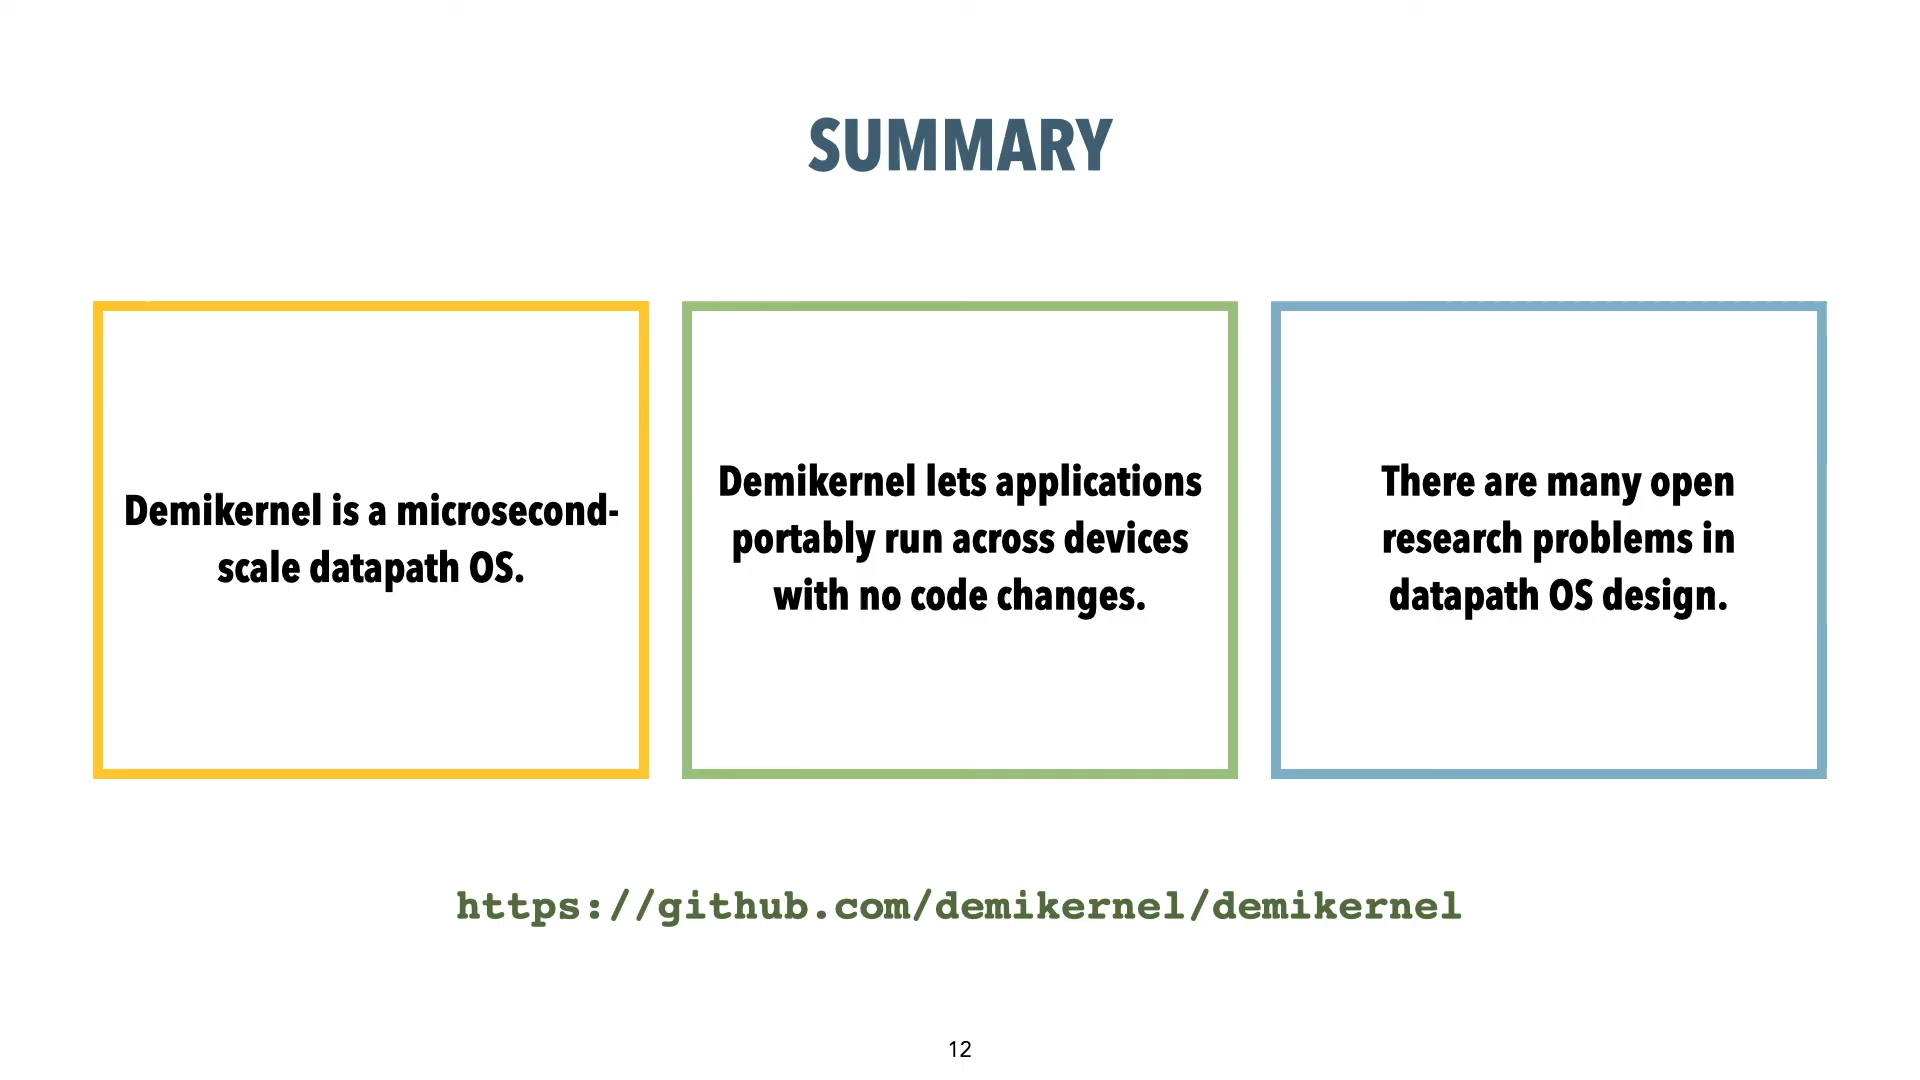 SUMMARY
Demikernel is a microsecond-
scale datapath OS.
Demikernel lets applications
portably run across devices
with no code changes.
There are many open
research problems in
datapath OS design.
https://github.com/demikernel/demikernel
12